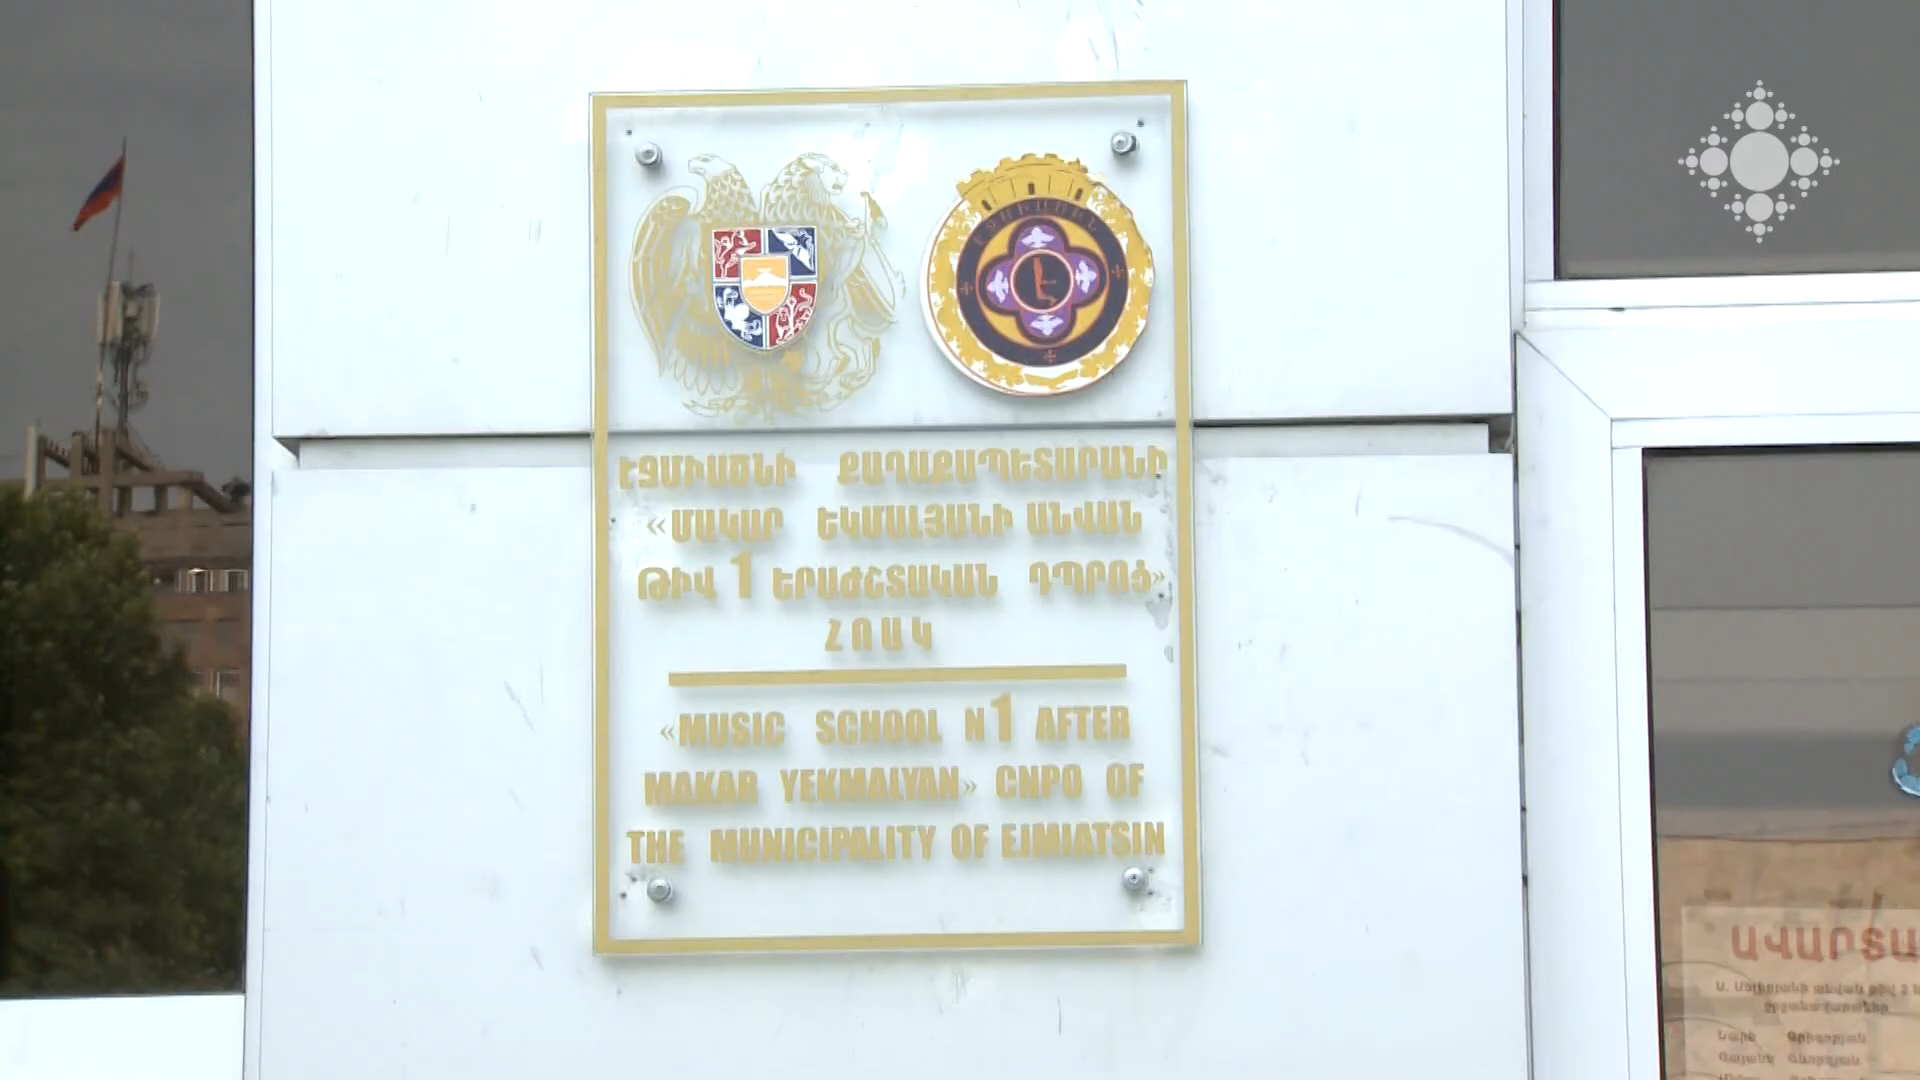 ԷՋՄԻԱԾՆԻ ՔԱՂԱՔԱՊԵՏԱՐԱՆԻ
«ՄԱԿԱՐ ԵԿՄԱԼՅԱՆԻ ԱՆՎԱՆ
ԹԻՎ 1 ԵՐԱԺՇՏԱԿԱՆ ԴՊՐՈՑ»
ՀՈԱԿ
«MUSIC SCHOOL N1 AFTER
MAKAR YEKMALYAN» CNPO OF
THE MUNICIPALITY OF EJMIATSIN
ԱՎԱՐՏԱ